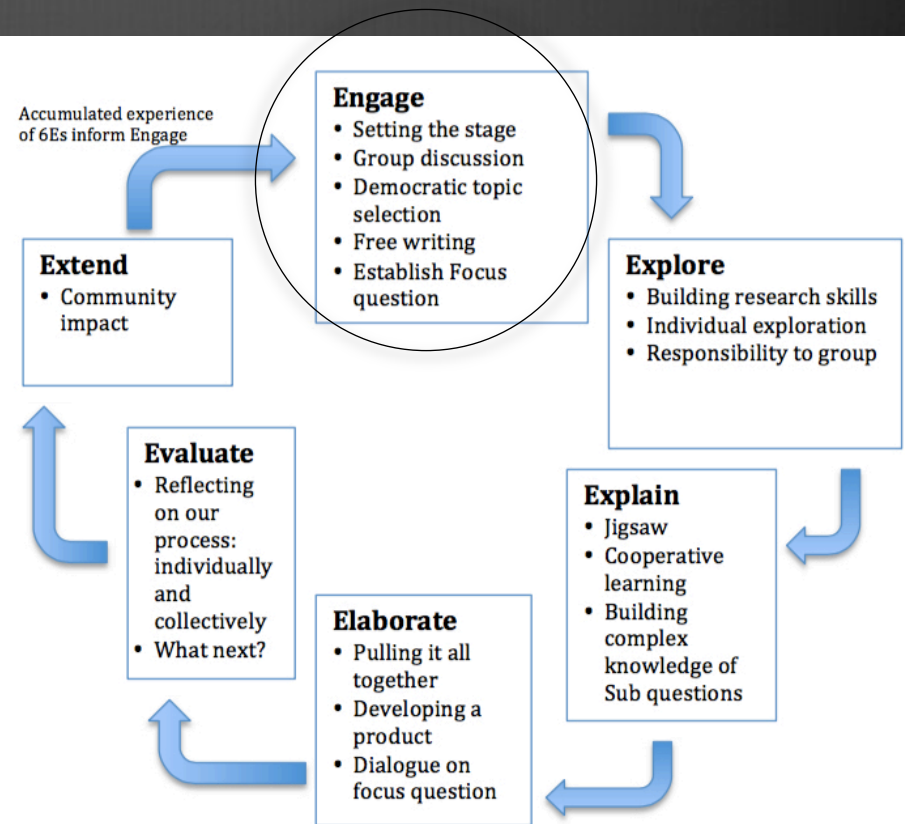 Accumulated experience
of 6Es inform Engage
Engage
• Setting the stage
• Group discussion
• Democratic topic
selection
• Free writing
• Establish Focus
question
Explore
• Building research skills
• Individual exploration
• Responsibility to group
Explain
• Jigsaw
• Cooperative
learning
• Building
complex
knowledge of
Sub questions
Elaborate
• Pulling it all
together
• Developing a
product
• Dialogue on
focus question
Evaluate
• Reflecting
on our
process:
individually
and
collectively
• What next?
Extend
• Community
impact